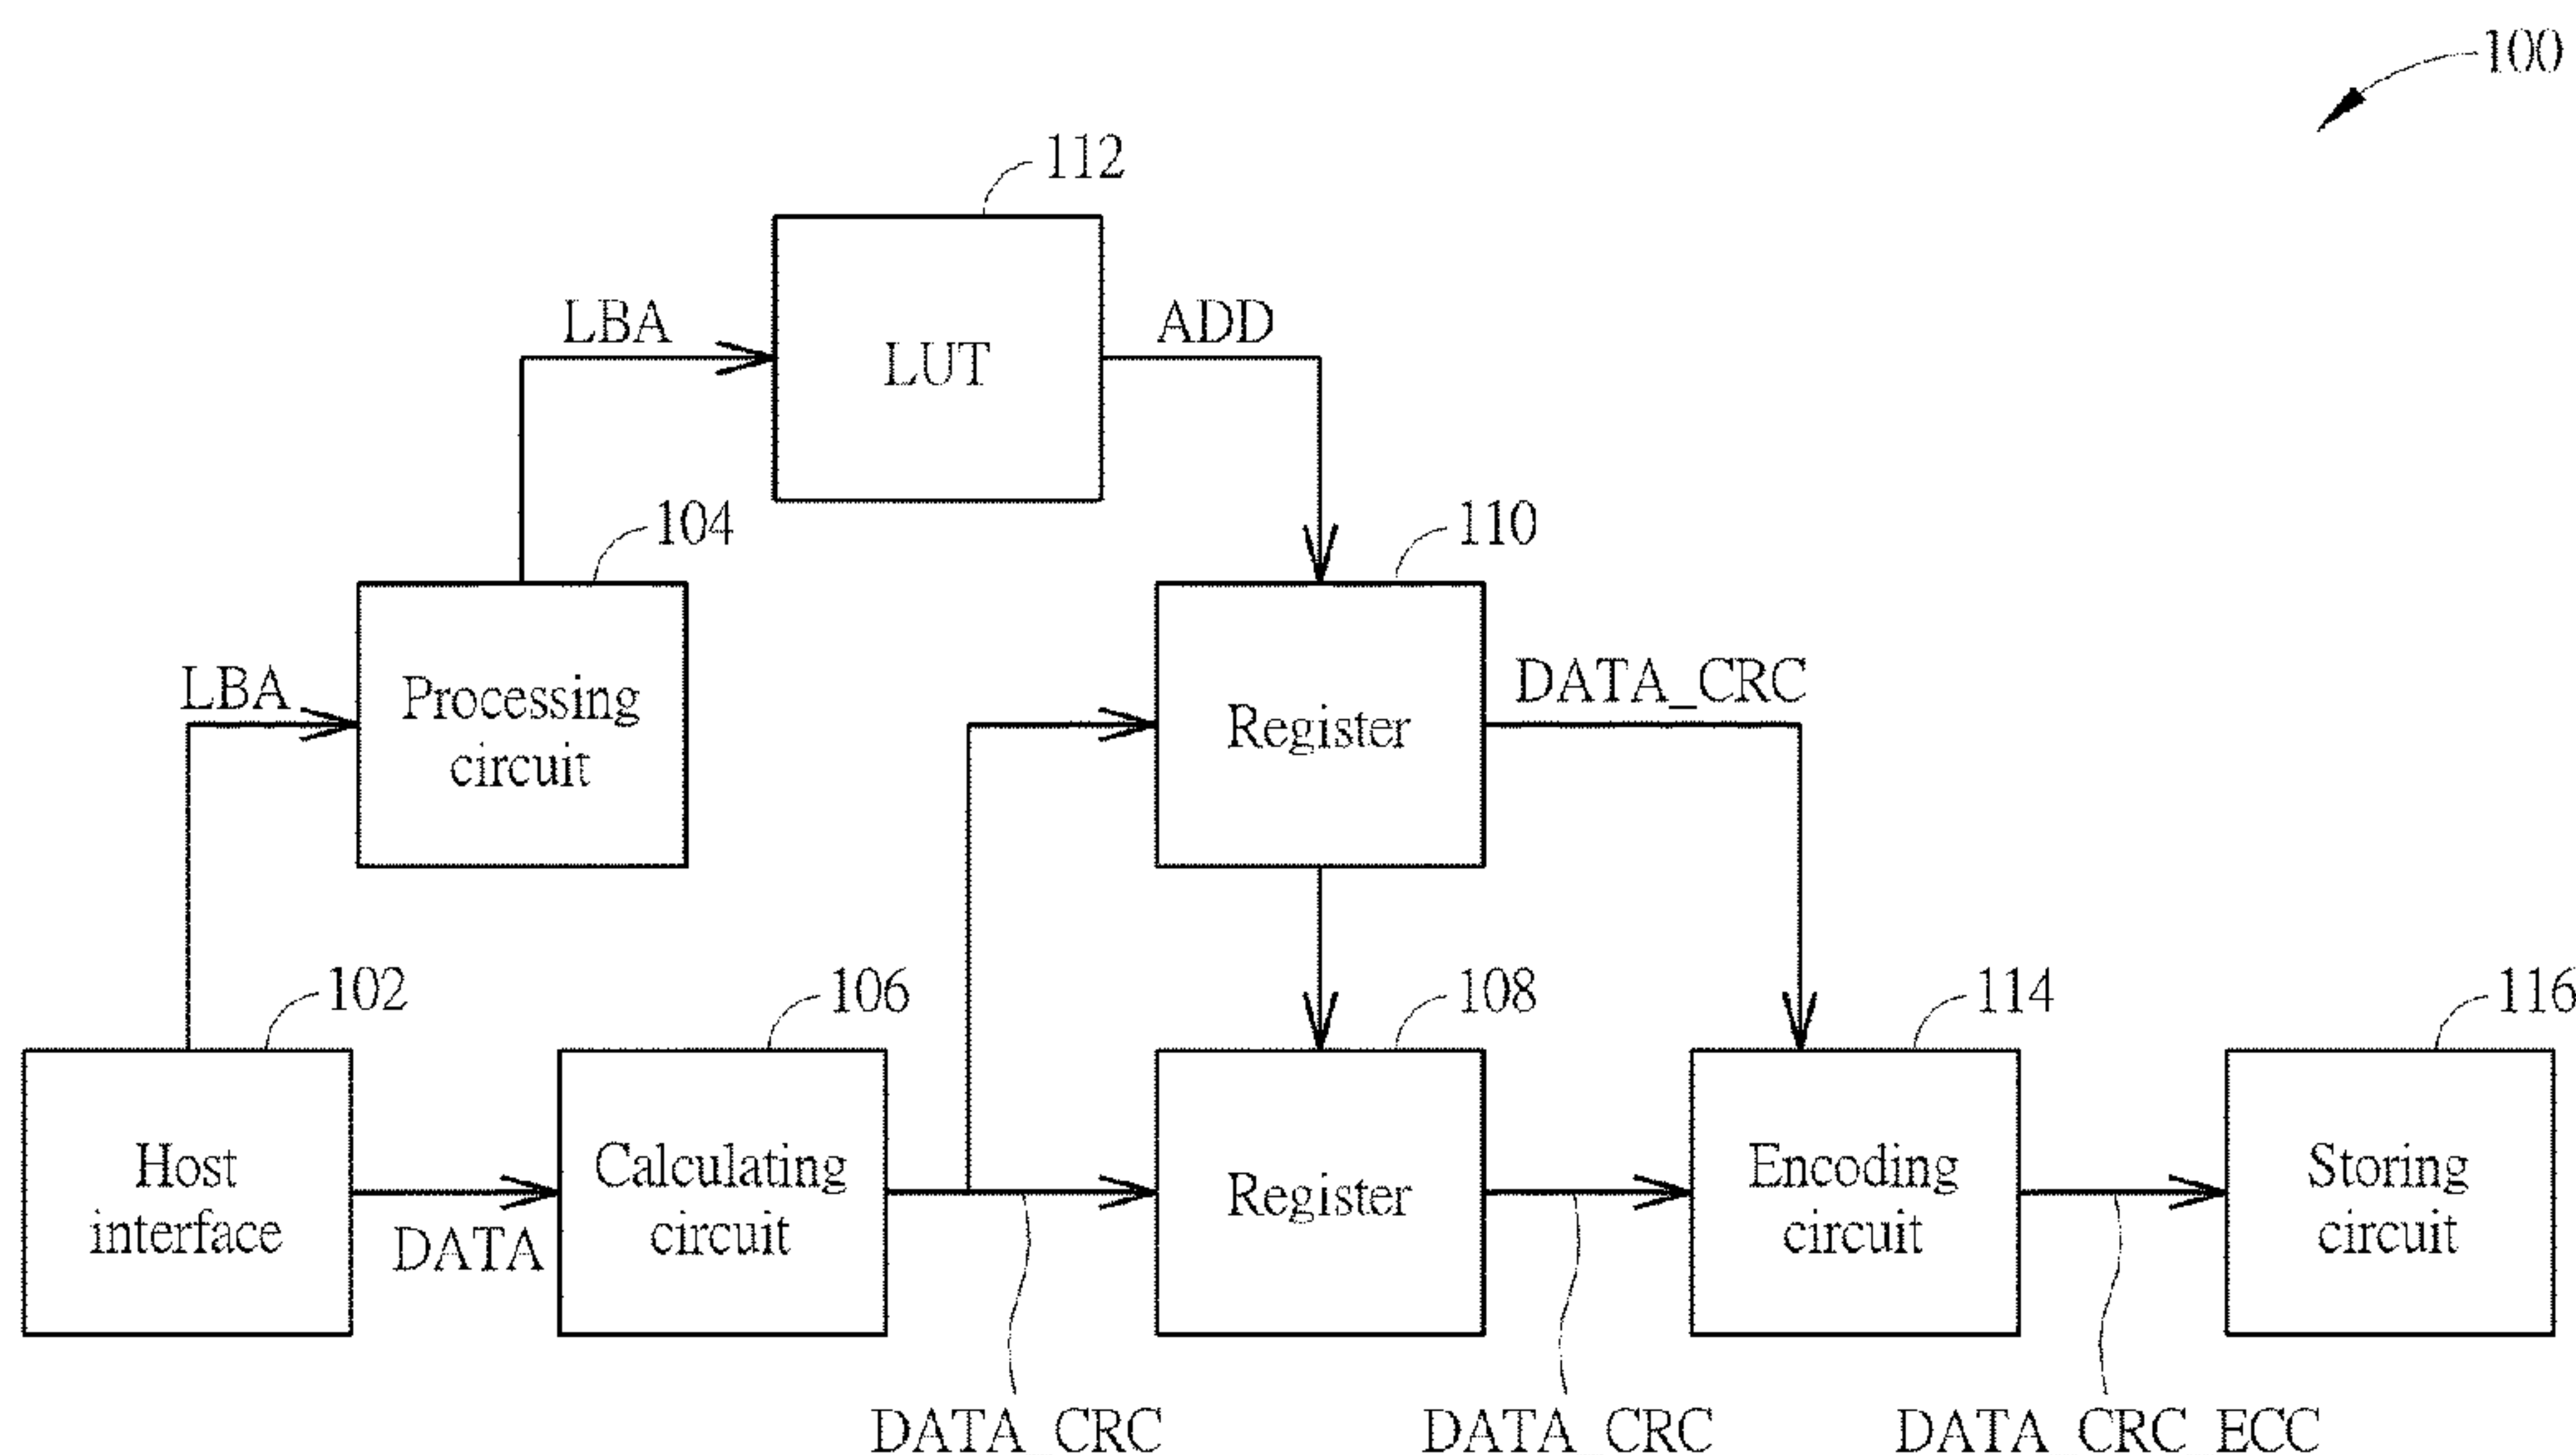 100
112
LUT
LBA
ADD
104
110
Processing
circuit
LBA
Register
DATA_CRC
102
106
108
114
116
Host
interface
DATA
Calculating
circuit
Register
Encoding
circuit
Storing
circuit
DATA_CRC
DATA_CRC
DATA_CRC_ECC